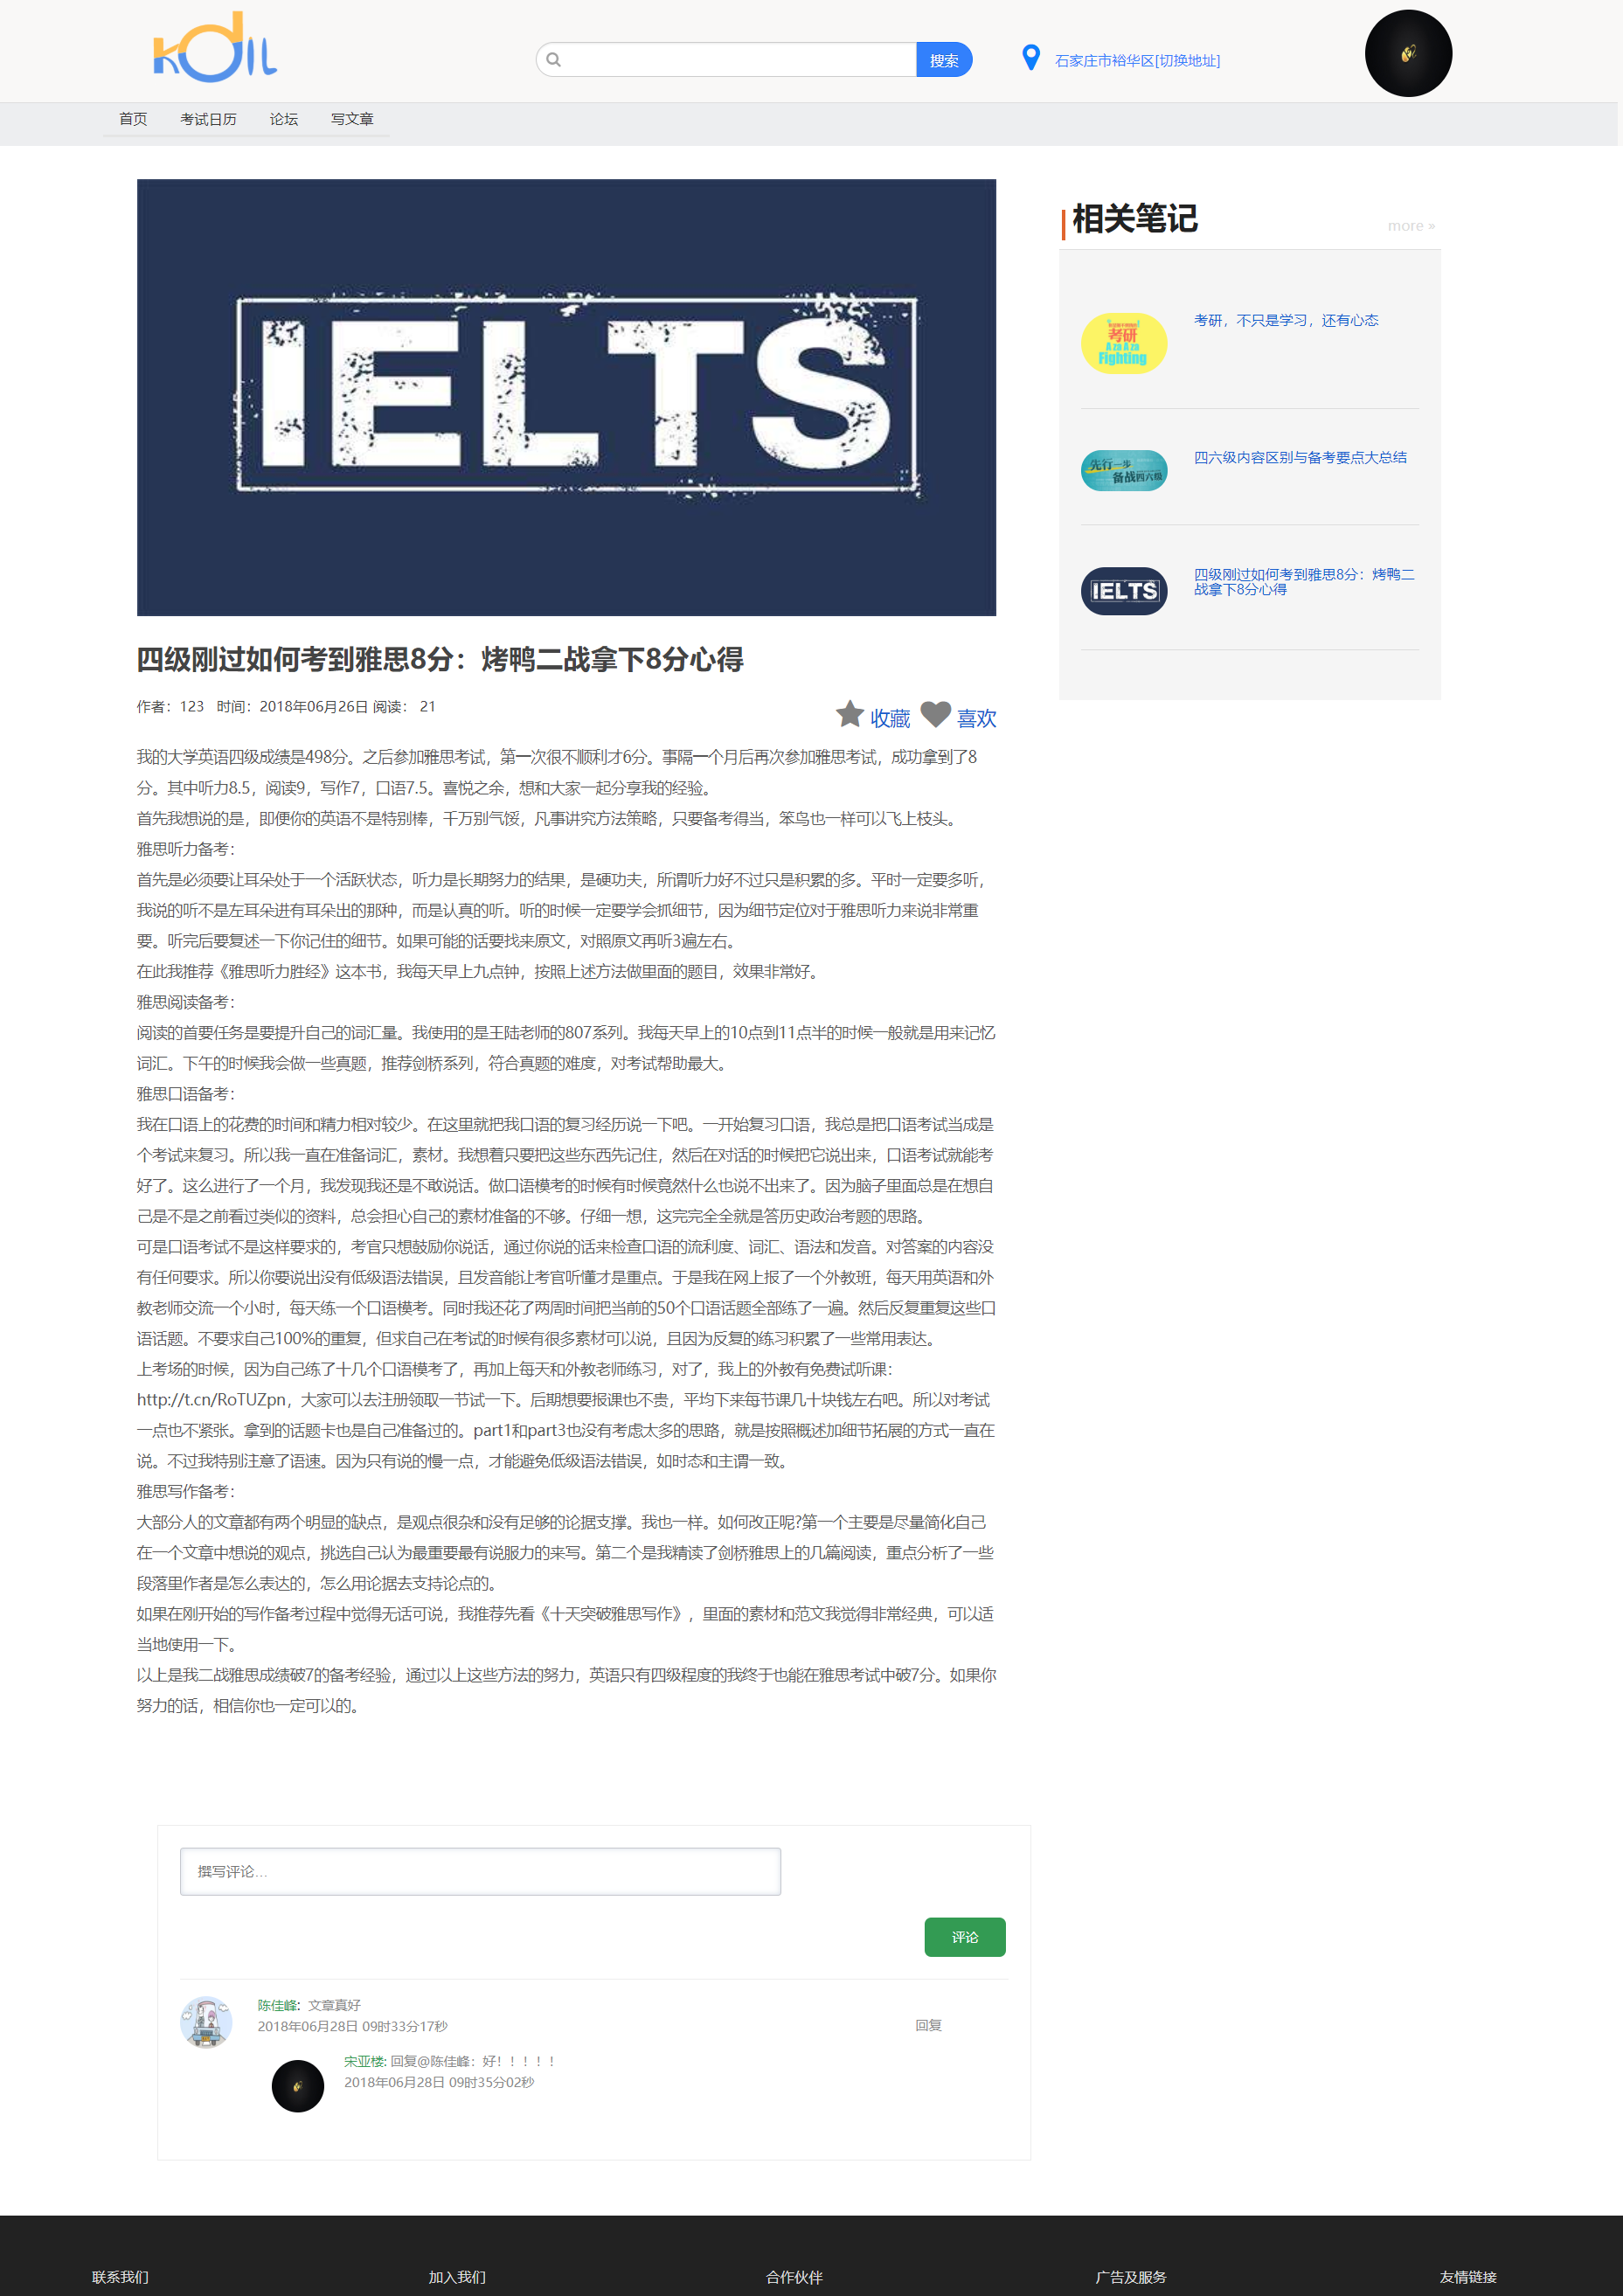 kdil
搜索
石家庄市裕华区[切换地址]
首页 考试日历 论坛 写文章
IELTS
相关笔记
more »
考研
Fighting
考研，不只是学习，还有心态
先行一步
备战四六级
四六级内容区别与备考要点大总结
IELTS
四级刚过如何考到雅思8分：烤鸭二
战拿下8分心得
四级刚过如何考到雅思8分：烤鸭二战拿下8分心得
作者：123 时间：2018年06月26日 阅读： 21
收藏 喜欢
我的大学英语四级成绩是498分。之后参加雅思考试，第一次很不顺利才6分。事隔一个月后再次参加雅思考试，成功拿到了8
分。其中听力8.5，阅读9，写作7，口语7.5。喜悦之余，想和大家一起分享我的经验。
首先我想说的是，即便你的英语不是特别棒，千万别气馁，凡事讲究方法策略，只要备考得当，笨鸟也一样可以飞上枝头。
雅思听力备考：
首先是必须要让耳朵处于一个活跃状态，听力是长期努力的结果，是硬功夫，所谓听力好不过只是积累的多。平时一定要多听，
我说的听不是左耳朵进有耳朵出的那种，而是认真的听。听的时候一定要学会抓细节，因为细节定位对于雅思听力来说非常重
要。听完后要复述一下你记住的细节。如果可能的话要找来原文，对照原文再听3遍左右。
在此我推荐《雅思听力胜经》这本书，我每天早上九点钟，按照上述方法做里面的题目，效果非常好。
雅思阅读备考：
阅读的首要任务是要提升自己的词汇量。我使用的是王陆老师的807系列。我每天早上的10点到11点半的时候一般就是用来记忆
词汇。下午的时候我会做一些真题，推荐剑桥系列，符合真题的难度，对考试帮助最大。
雅思口语备考：
我在口语上的花费的时间和精力相对较少。在这里就把我口语的复习经历说一下吧。一开始复习口语，我总是把口语考试当成是
个考试来复习。所以我一直在准备词汇，素材。我想着只要把这些东西先记住，然后在对话的时候把它说出来，口语考试就能考
好了。这么进行了一个月，我发现我还是不敢说话。做口语模考的时候有时候竟然什么也说不出来了。因为脑子里面总是在想自
己是不是之前看过类似的资料，总会担心自己的素材准备的不够。仔细一想，这完完全全就是答历史政治考题的思路。
可是口语考试不是这样要求的，考官只想鼓励你说话，通过你说的话来检查口语的流利度、词汇、语法和发音。对答案的内容没
有任何要求。所以你要说出没有低级语法错误，且发音能让考官听懂才是重点。于是我在网上报了一个外教班，每天用英语和外
教老师交流一个小时，每天练一个口语模考。同时我还花了两周时间把当前的50个口语话题全部练了一遍。然后反复重复这些口
语话题。不要求自己100%的重复，但求自己在考试的时候有很多素材可以说，且因为反复的练习积累了一些常用表达。
上考场的时候，因为自己练了十几个口语模考了，再加上每天和外教老师练习，对了，我上的外教有免费试听课：
http://t.cn/RoTUZpn，大家可以去注册领取一节试一下。后期想要报课也不贵，平均下来每节课几十块钱左右吧。所以对考试
一点也不紧张。拿到的话题卡也是自己准备过的。part1和part3也没有考虑太多的思路，就是按照概述加细节拓展的方式一直在
说。不过我特别注意了语速。因为只有说的慢一点，才能避免低级语法错误，如时态和主谓一致。
雅思写作备考：
大部分人的文章都有两个明显的缺点，是观点很杂和没有足够的论据支撑。我也一样。如何改正呢?第一个主要是尽量简化自己
在一个文章中想说的观点，挑选自己认为最重要最有说服力的来写。第二个是我精读了剑桥雅思上的几篇阅读，重点分析了一些
段落里作者是怎么表达的，怎么用论据去支持论点的。
如果在刚开始的写作备考过程中觉得无话可说，我推荐先看《十天突破雅思写作》，里面的素材和范文我觉得非常经典，可以适
当地使用一下。
以上是我二战雅思成绩破7的备考经验，通过以上这些方法的努力，英语只有四级程度的我终于也能在雅思考试中破7分。如果你
努力的话，相信你也一定可以的。
撰写评论…
评论
陈佳峰：文章真好
2018年06月28日 09时33分17秒
回复
宋亚楼: 回复@陈佳峰：好！！！！！
2018年06月28日 09时35分02秒
联系我们 加入我们 合作伙伴 广告及服务 友情链接